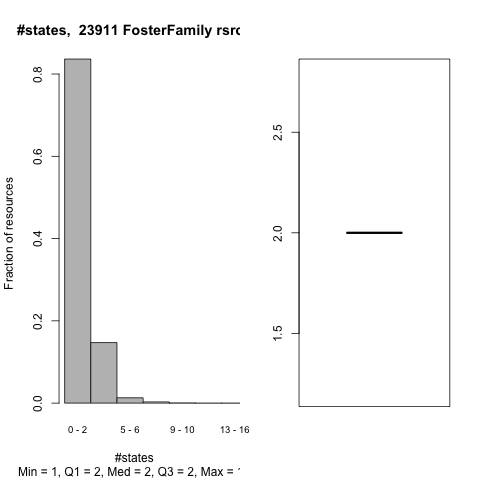 #states,  23911 FosterFamily
Fraction of resources
0.8
0.6
0.4
0.2
0.0
0 - 2
5 - 6
9 - 10
13 - 16
#states
Min = 1, Q1 = 2, Med = 2, Q3 = 2, Max =
2.5
2.0
1.5